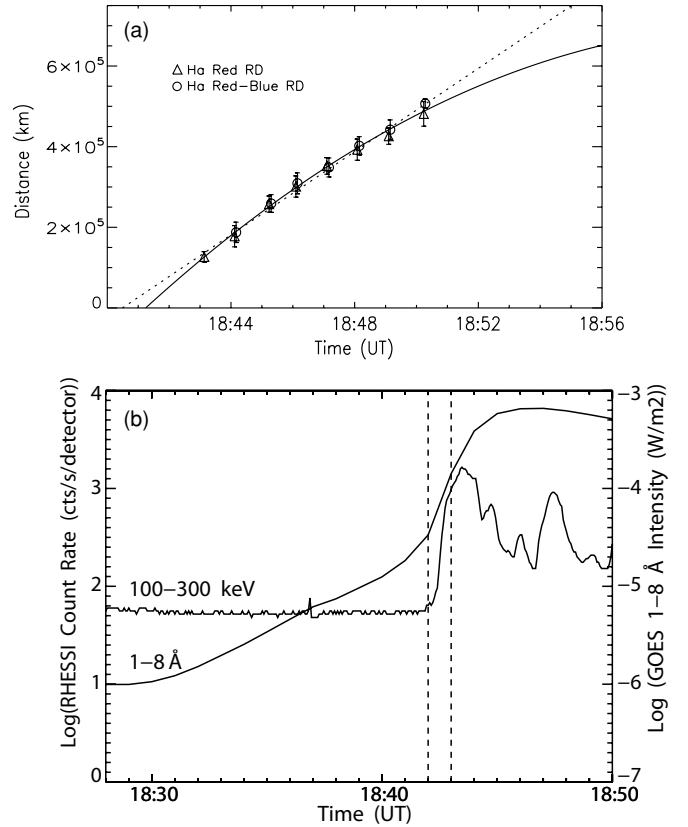 (a)
△ Ha Red RD
○ Ha Red−Blue RD
6×10⁵
4×10⁵
2×10⁵
0
Distance (km)
18:44 18:48 18:52 18:56
Time (UT)
(b)
4
3
2
1
0
Log(RHESSI Count Rate (cts/s/detector))
100−300 keV
1−8 Å
−3
−4
−5
−6
−7
Log (GOES 1−8 Å Intensity (W/m2))
18:30 18:40 18:50
Time (UT)